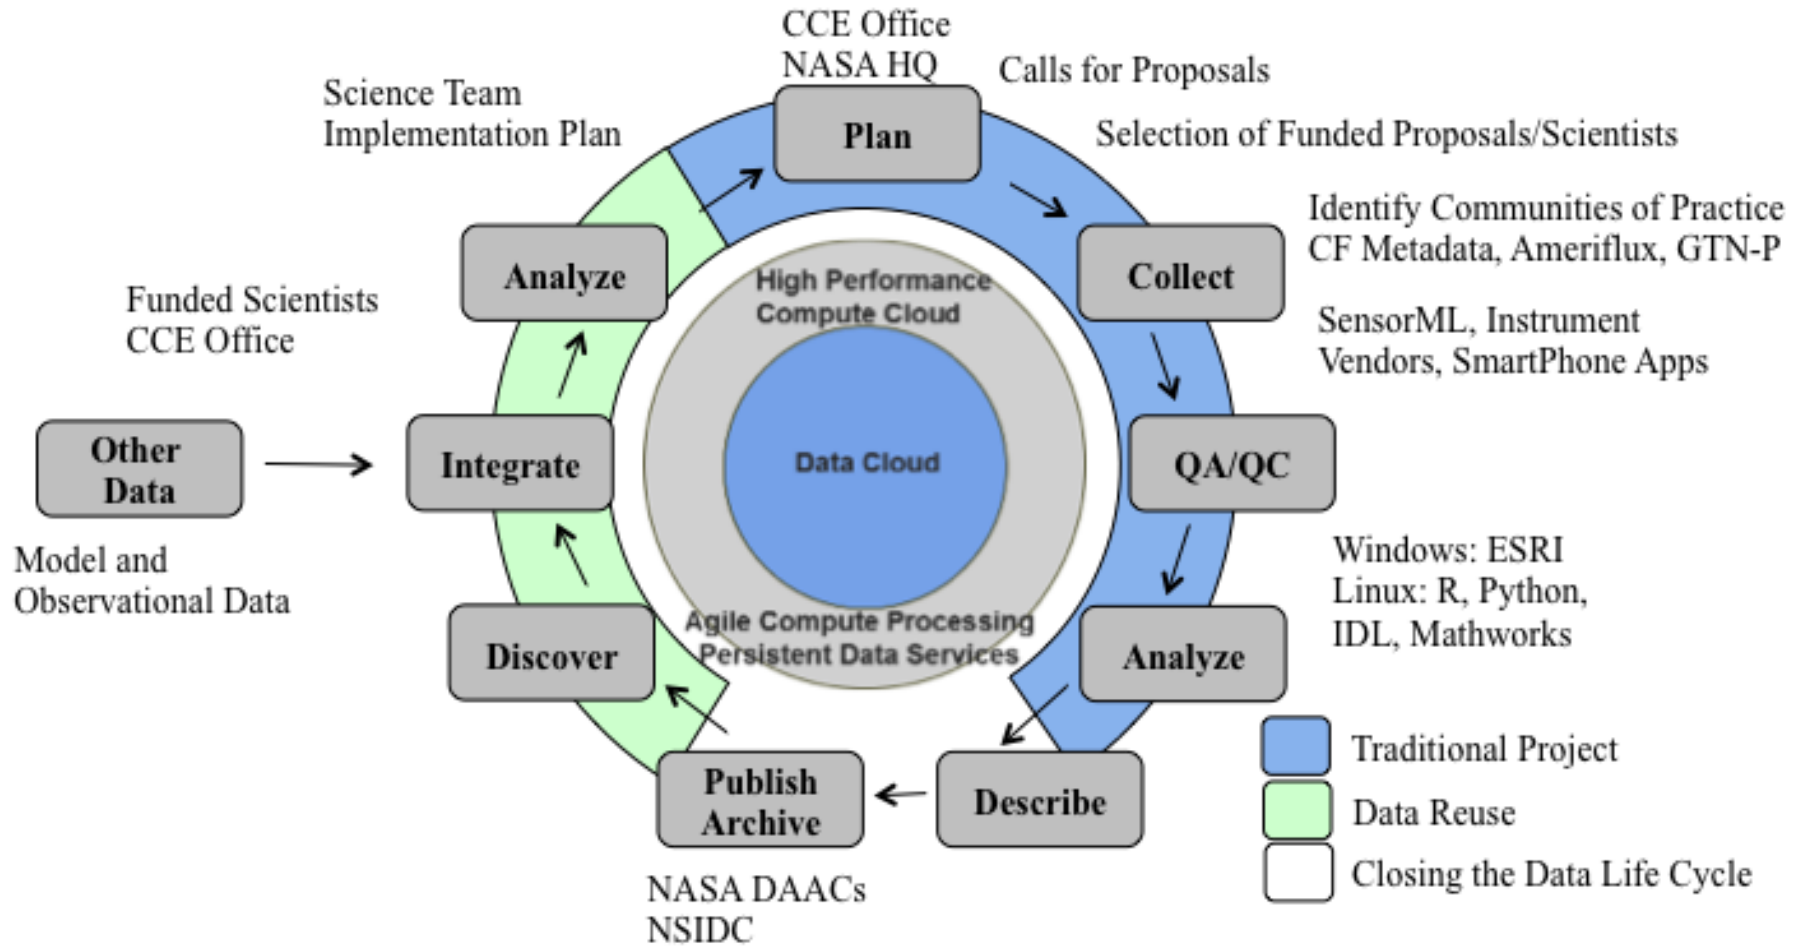 CCE Office
NASA HQ
Calls for Proposals
Science Team
Implementation Plan
Plan
Selection of Funded Proposals/Scientists
Identify Communities of Practice
CF Metadata, Ameriflux, GTN-P
Analyze
Collect
High Performance
Compute Cloud
Funded Scientists
CCE Office
SensorML, Instrument
Vendors, SmartPhone Apps
Other
Data
Integrate
Data Cloud
QA/QC
Model and
Observational Data
Windows: ESRI
Linux: R, Python,
IDL, Mathworks
Discover
Agile Compute Processing
Persistent Data Services
Analyze
Publish
Archive
Describe
Traditional Project
Data Reuse
Closing the Data Life Cycle
NASA DAACs
NSIDC